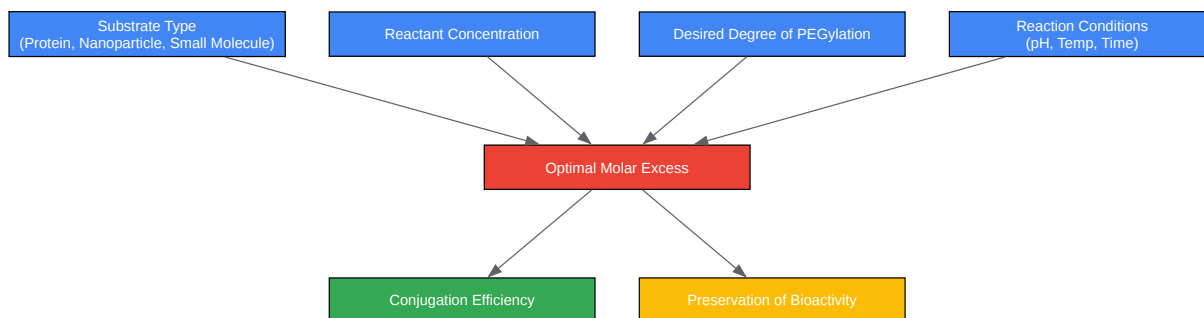 Substrate Type
(Protein, Nanoparticle, Small Molecule)
Reactant Concentration
Desired Degree of PEGylation
Reaction Conditions
(pH, Temp, Time)
Optimal Molar Excess
Conjugation Efficiency
Preservation of Bioactivity